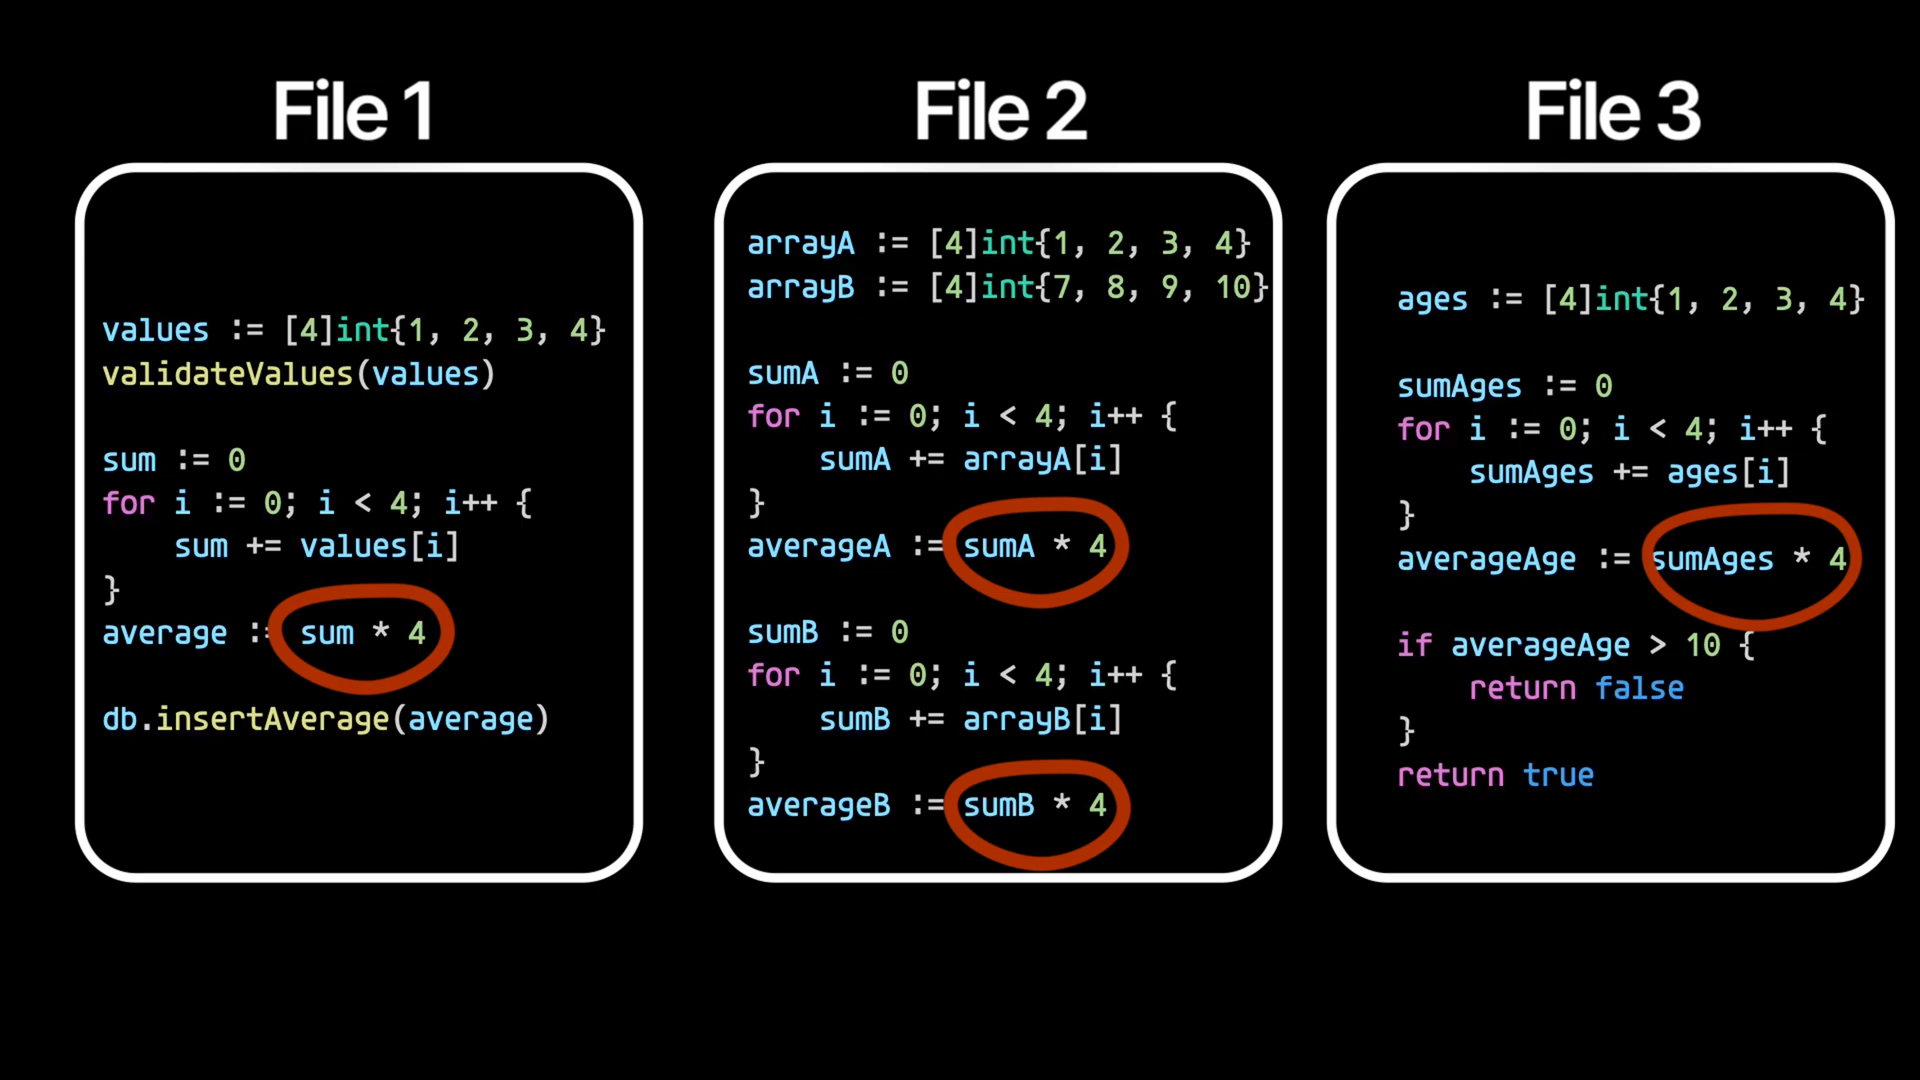 File 1
values := [4]int{1, 2, 3, 4}
validateValues(values)
sum := 0
for i := 0; i < 4; i++ {
    sum += values[i]
}
average := sum * 4
db.insertAverage(average)
File 2
arrayA := [4]int{1, 2, 3, 4}
arrayB := [4]int{7, 8, 9, 10}
sumA := 0
for i := 0; i < 4; i++ {
    sumA += arrayA[i]
}
averageA := sumA * 4
sumB := 0
for i := 0; i < 4; i++ {
    sumB += arrayB[i]
}
averageB := sumB * 4
File 3
ages := [4]int{1, 2, 3, 4}
sumAges := 0
for i := 0; i < 4; i++ {
    sumAges += ages[i]
}
averageAge := sumAges * 4
if averageAge > 10 {
    return false
}
return true